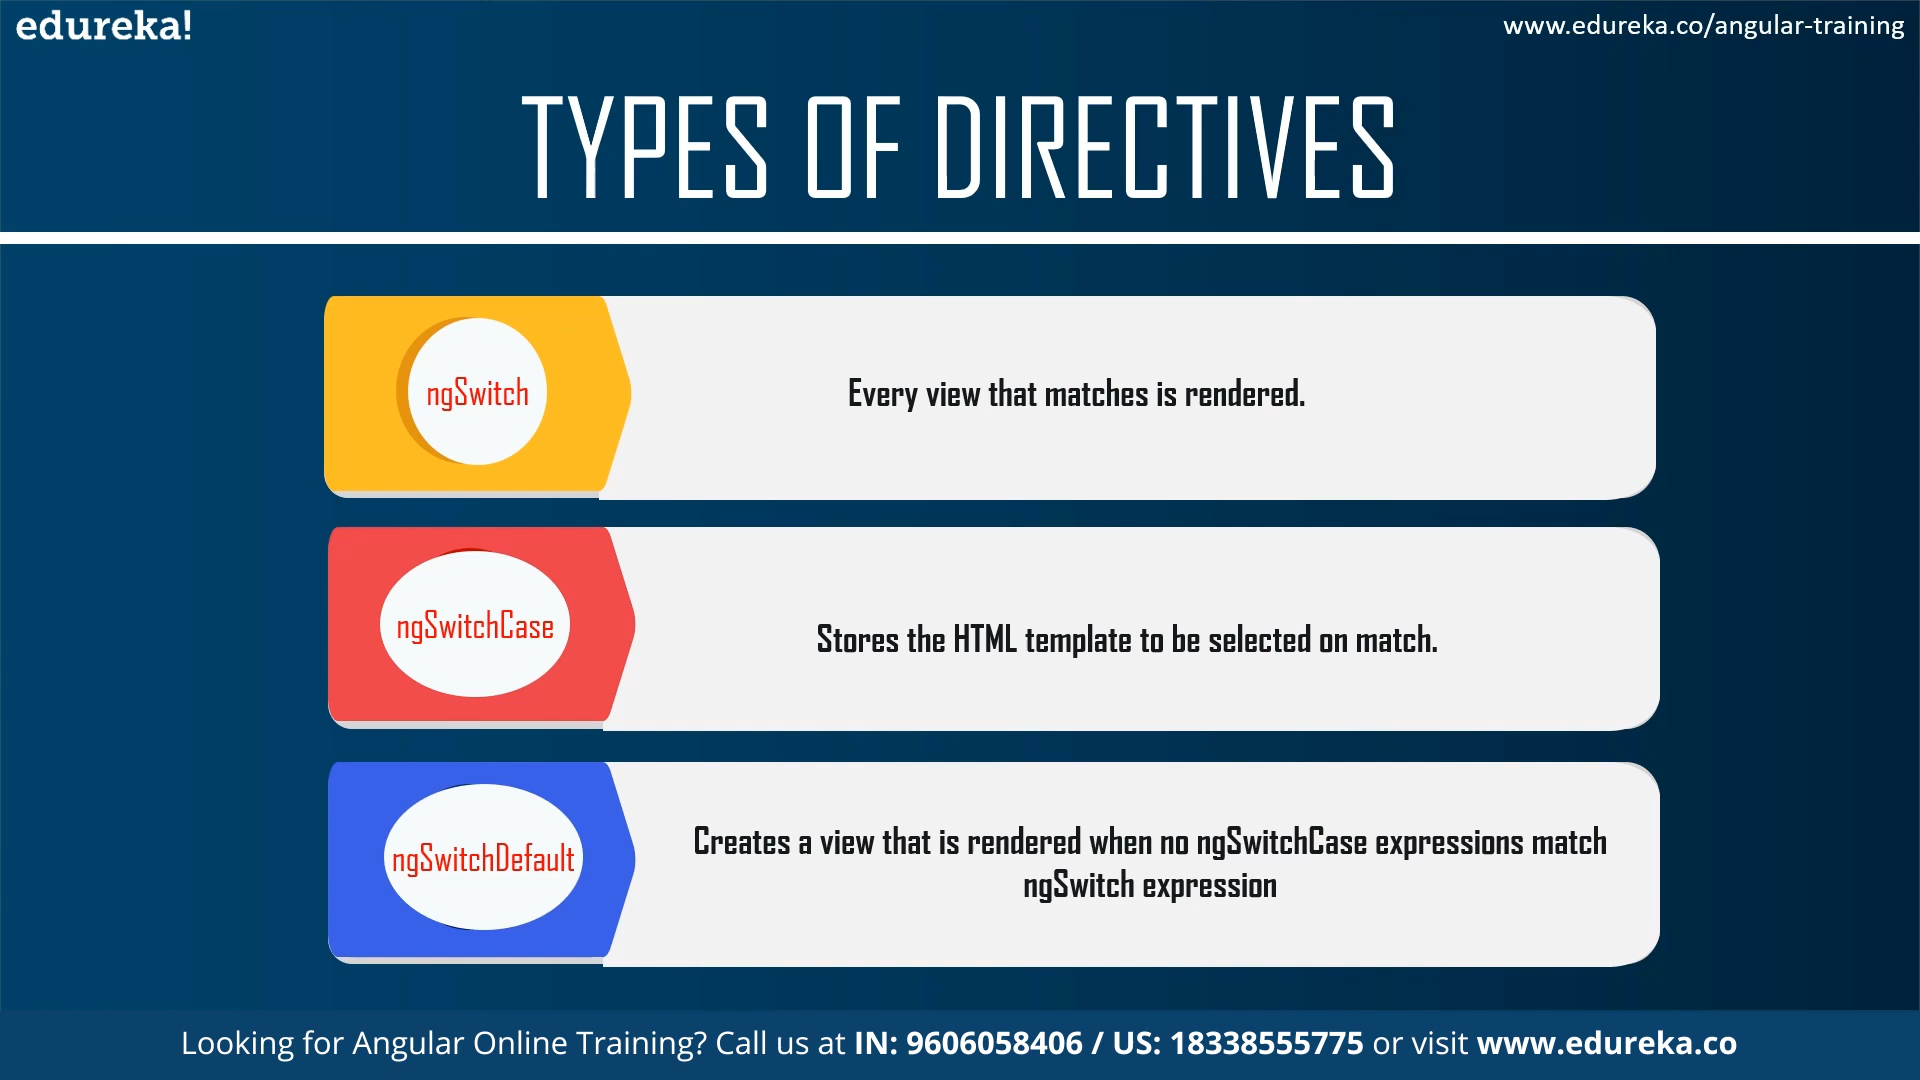 edureka!
www.edureka.co/angular-training
TYPES OF DIRECTIVES
ngSwitch
Every view that matches is rendered.
ngSwitchCase
Stores the HTML template to be selected on match.
ngSwitchDefault
Creates a view that is rendered when no ngSwitchCase expressions match
ngSwitch expression
Looking for Angular Online Training? Call us at IN: 9606058406 / US: 18338555775 or visit www.edureka.co